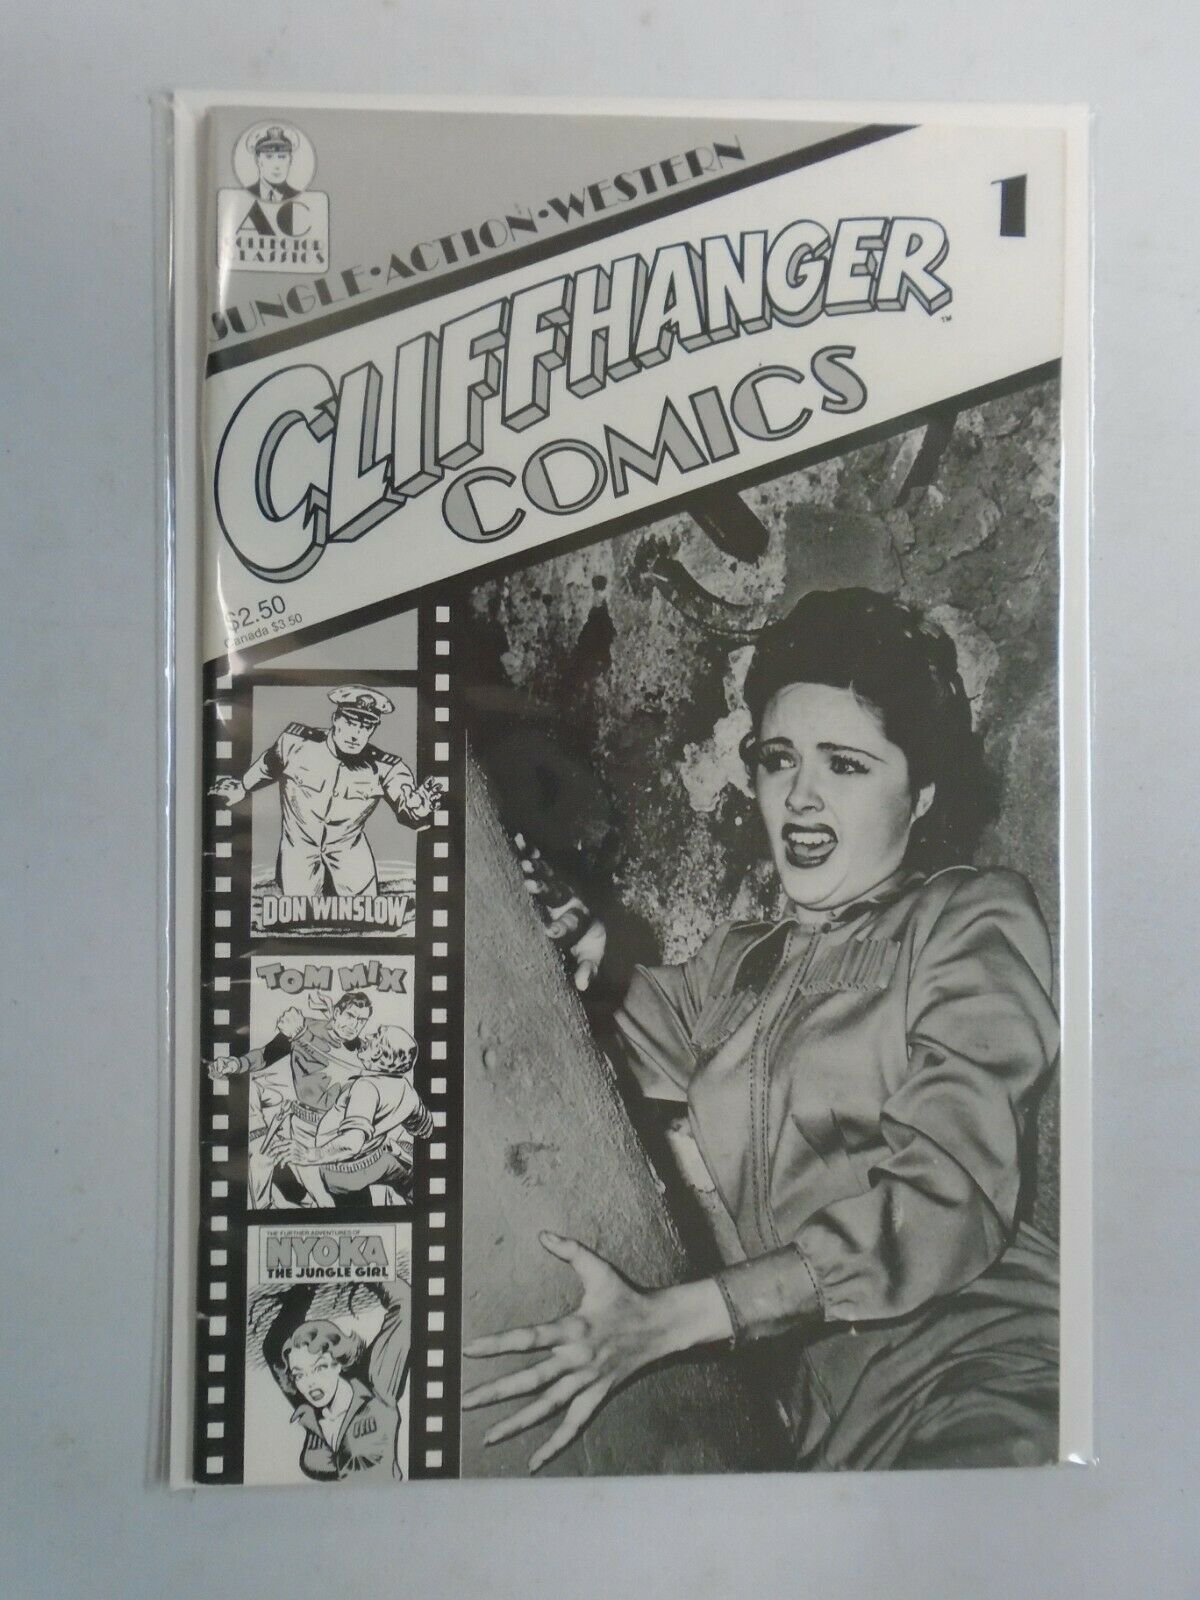 AC
COLLECTOR
CLASSICS
JUNGLE•ACTION•WESTERN
1
CLIFFHANGER
TM
COMICS
$2.50
Canada $3.50
DON WINSLOW
TOM MIX
THE FURTHER ADVENTURES OF
NYOKA
THE JUNGLE GIRL